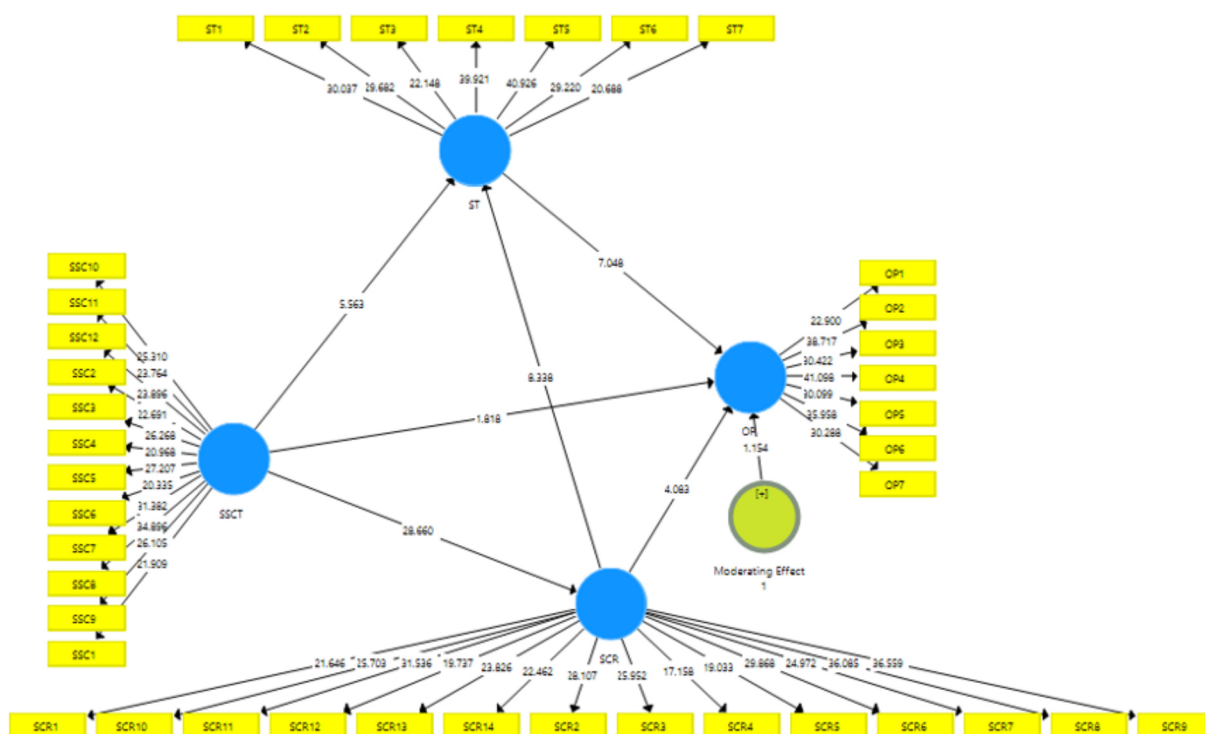 ST1 ST2 ST3 ST4 ST5 ST6 ST7
30.037 29.682 22.148 39.921 40.926 29.220 20.688
ST
7.048
SSC10
SSC11
SSC12
SSC2
SSC3
SSC4
SSC5
SSC6
SSC7
SSC8
SSC9
SSC1
25.310
23.764
23.896
22.691
26.268
20.968
27.207
20.335
31.382
34.896
26.105
21.909
SSCT
5.563
8.338
1.818
28.660
4.083
OP1
OP2
OP3
OP4
OP5
OP6
OP7
22.900
38.717
30.422
41.098
30.099
35.958
30.288
1.154
[+]
Moderating Effect
1
SCR
21.646 25.703 31.536 19.737 23.826 22.462 28.107 25.952 17.158 19.033 29.868 24.972 36.085 36.559
SCR1 SCR10 SCR11 SCR12 SCR13 SCR14 SCR2 SCR3 SCR4 SCR5 SCR6 SCR7 SCR8 SCR9